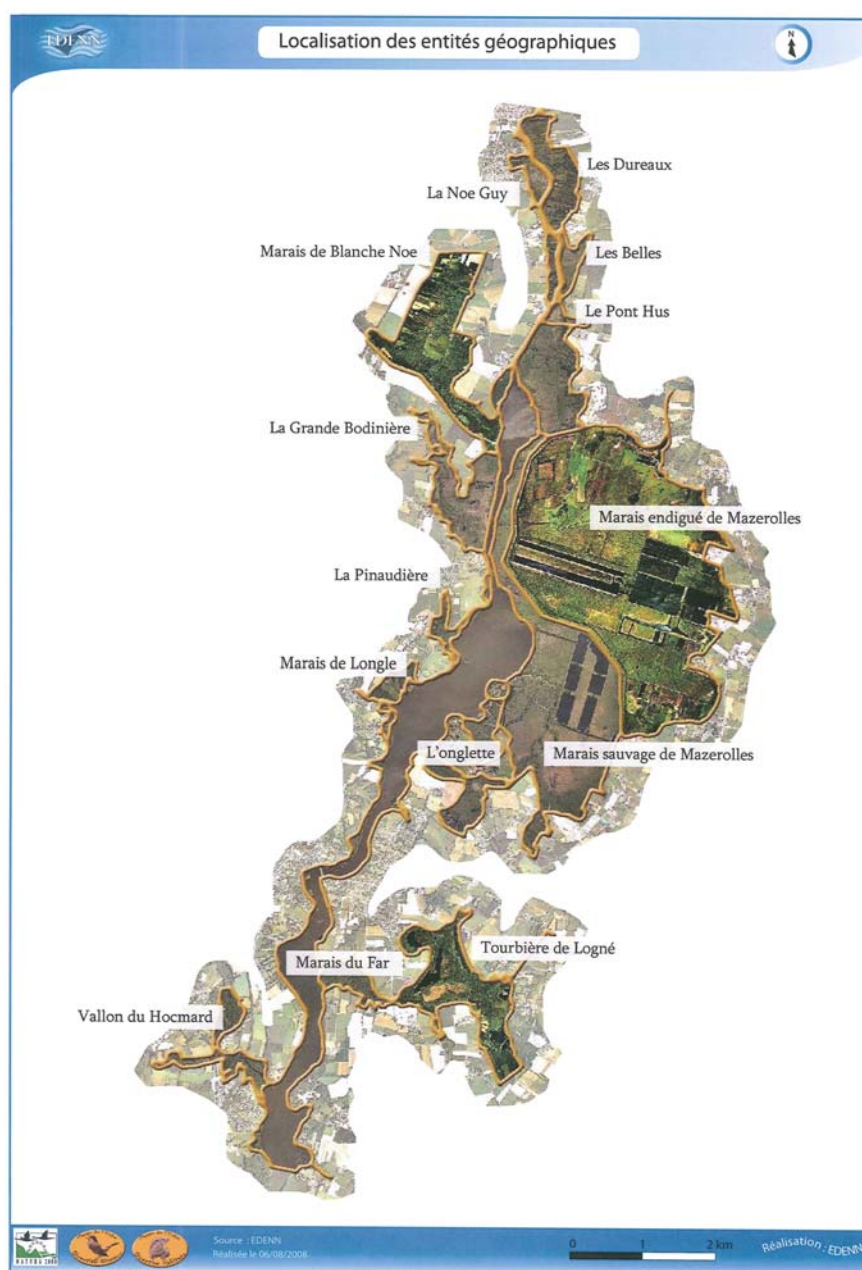 EDENN
Localisation des entités géographiques
N
Les Dureaux
La Noe Guy
Marais de Blanche Noe
Les Belles
Le Pont Hus
La Grande Bodinière
Marais endigué de Mazerolles
La Pinaudière
Marais de Longle
L'onglette
Marais sauvage de Mazerolles
Tourbière de Logné
Marais du Far
Vallon du Hocmard
NATURA 2000
Source : EDENN
Réalisée le 06/08/2008
0 1 2 km
Réalisation : EDENN